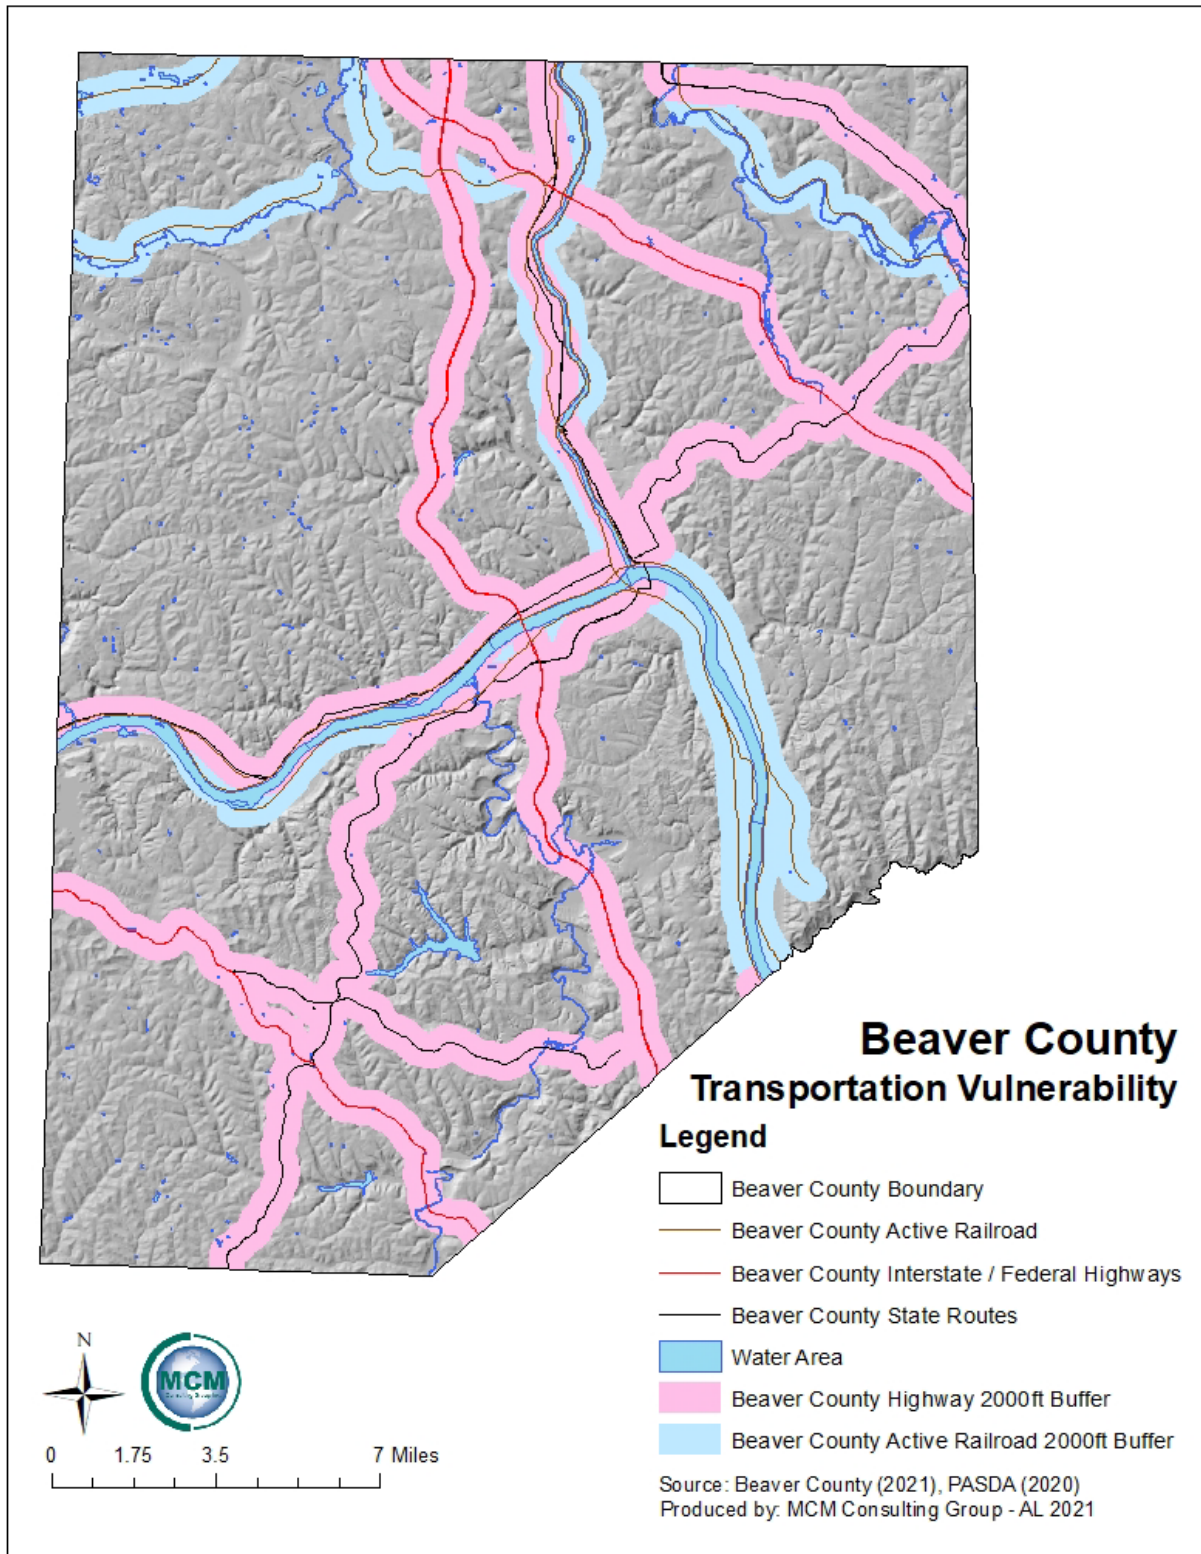 Beaver County
Transportation Vulnerability
Legend
Beaver County Boundary
Beaver County Active Railroad
Beaver County Interstate / Federal Highways
Beaver County State Routes
Water Area
Beaver County Highway 2000ft Buffer
Beaver County Active Railroad 2000ft Buffer
Source: Beaver County (2021), PASDA (2020)
Produced by: MCM Consulting Group - AL 2021
N
MCM
0 1.75 3.5 7 Miles